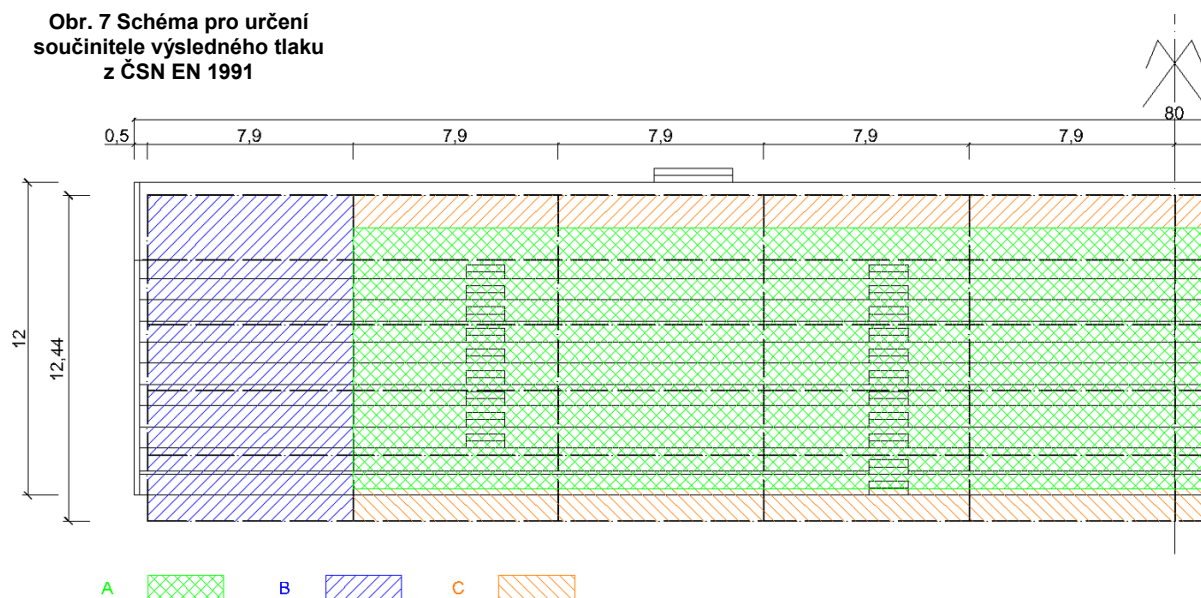 Obr. 7 Schéma pro určení
součinitele výsledného tlaku
z ČSN EN 1991
80
0,5 7,9 7,9 7,9 7,9 7,9
12
12,44
A B C